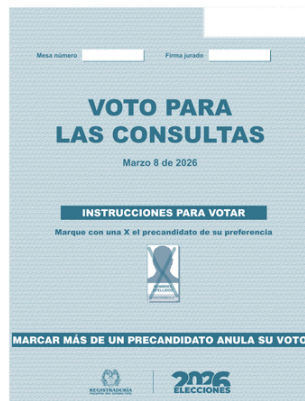 Mesa número Firma jurado
VOTO PARA
LAS CONSULTAS
Marzo 8 de 2026
INSTRUCCIONES PARA VOTAR
Marque con una X el precandidato de su preferencia
MARCAR MÁS DE UN PRECANDIDATO ANULA SU VOTO
REGISTRADURÍA
2026
ELECCIONES